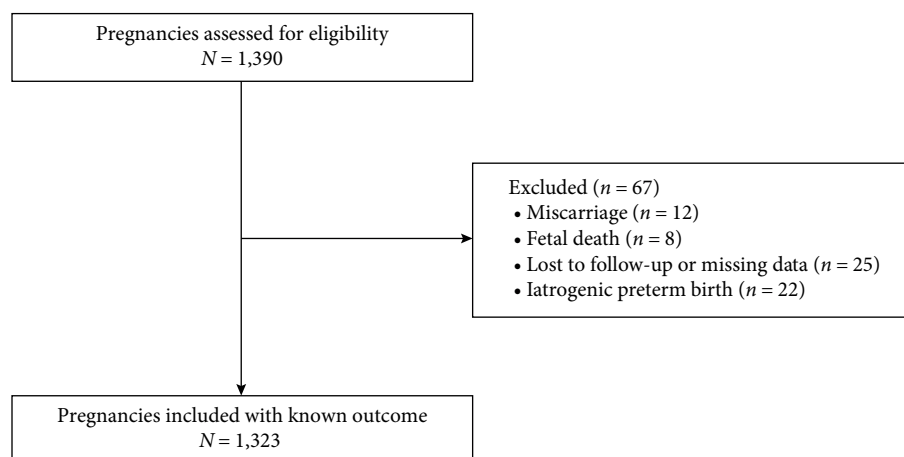 Pregnancies assessed for eligibility
N = 1,390
Excluded (n = 67)
• Miscarriage (n = 12)
• Fetal death (n = 8)
• Lost to follow-up or missing data (n = 25)
• Iatrogenic preterm birth (n = 22)
Pregnancies included with known outcome
N = 1,323